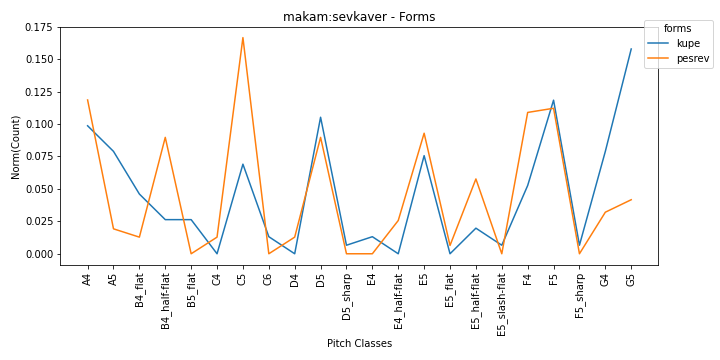 makam:sevkaver - Forms
forms
kupe
pesrev
Norm(Count)
0.175
0.150
0.125
0.100
0.075
0.050
0.025
0.000
A4
A5
B4_flat
B4_half-flat
B5_flat
C4
C5
C6
D4
D5
D5_sharp
E4
E4_half-flat
E5
E5_flat
E5_half-flat
E5_slash-flat
F4
F5
F5_sharp
G4
G5
Pitch Classes